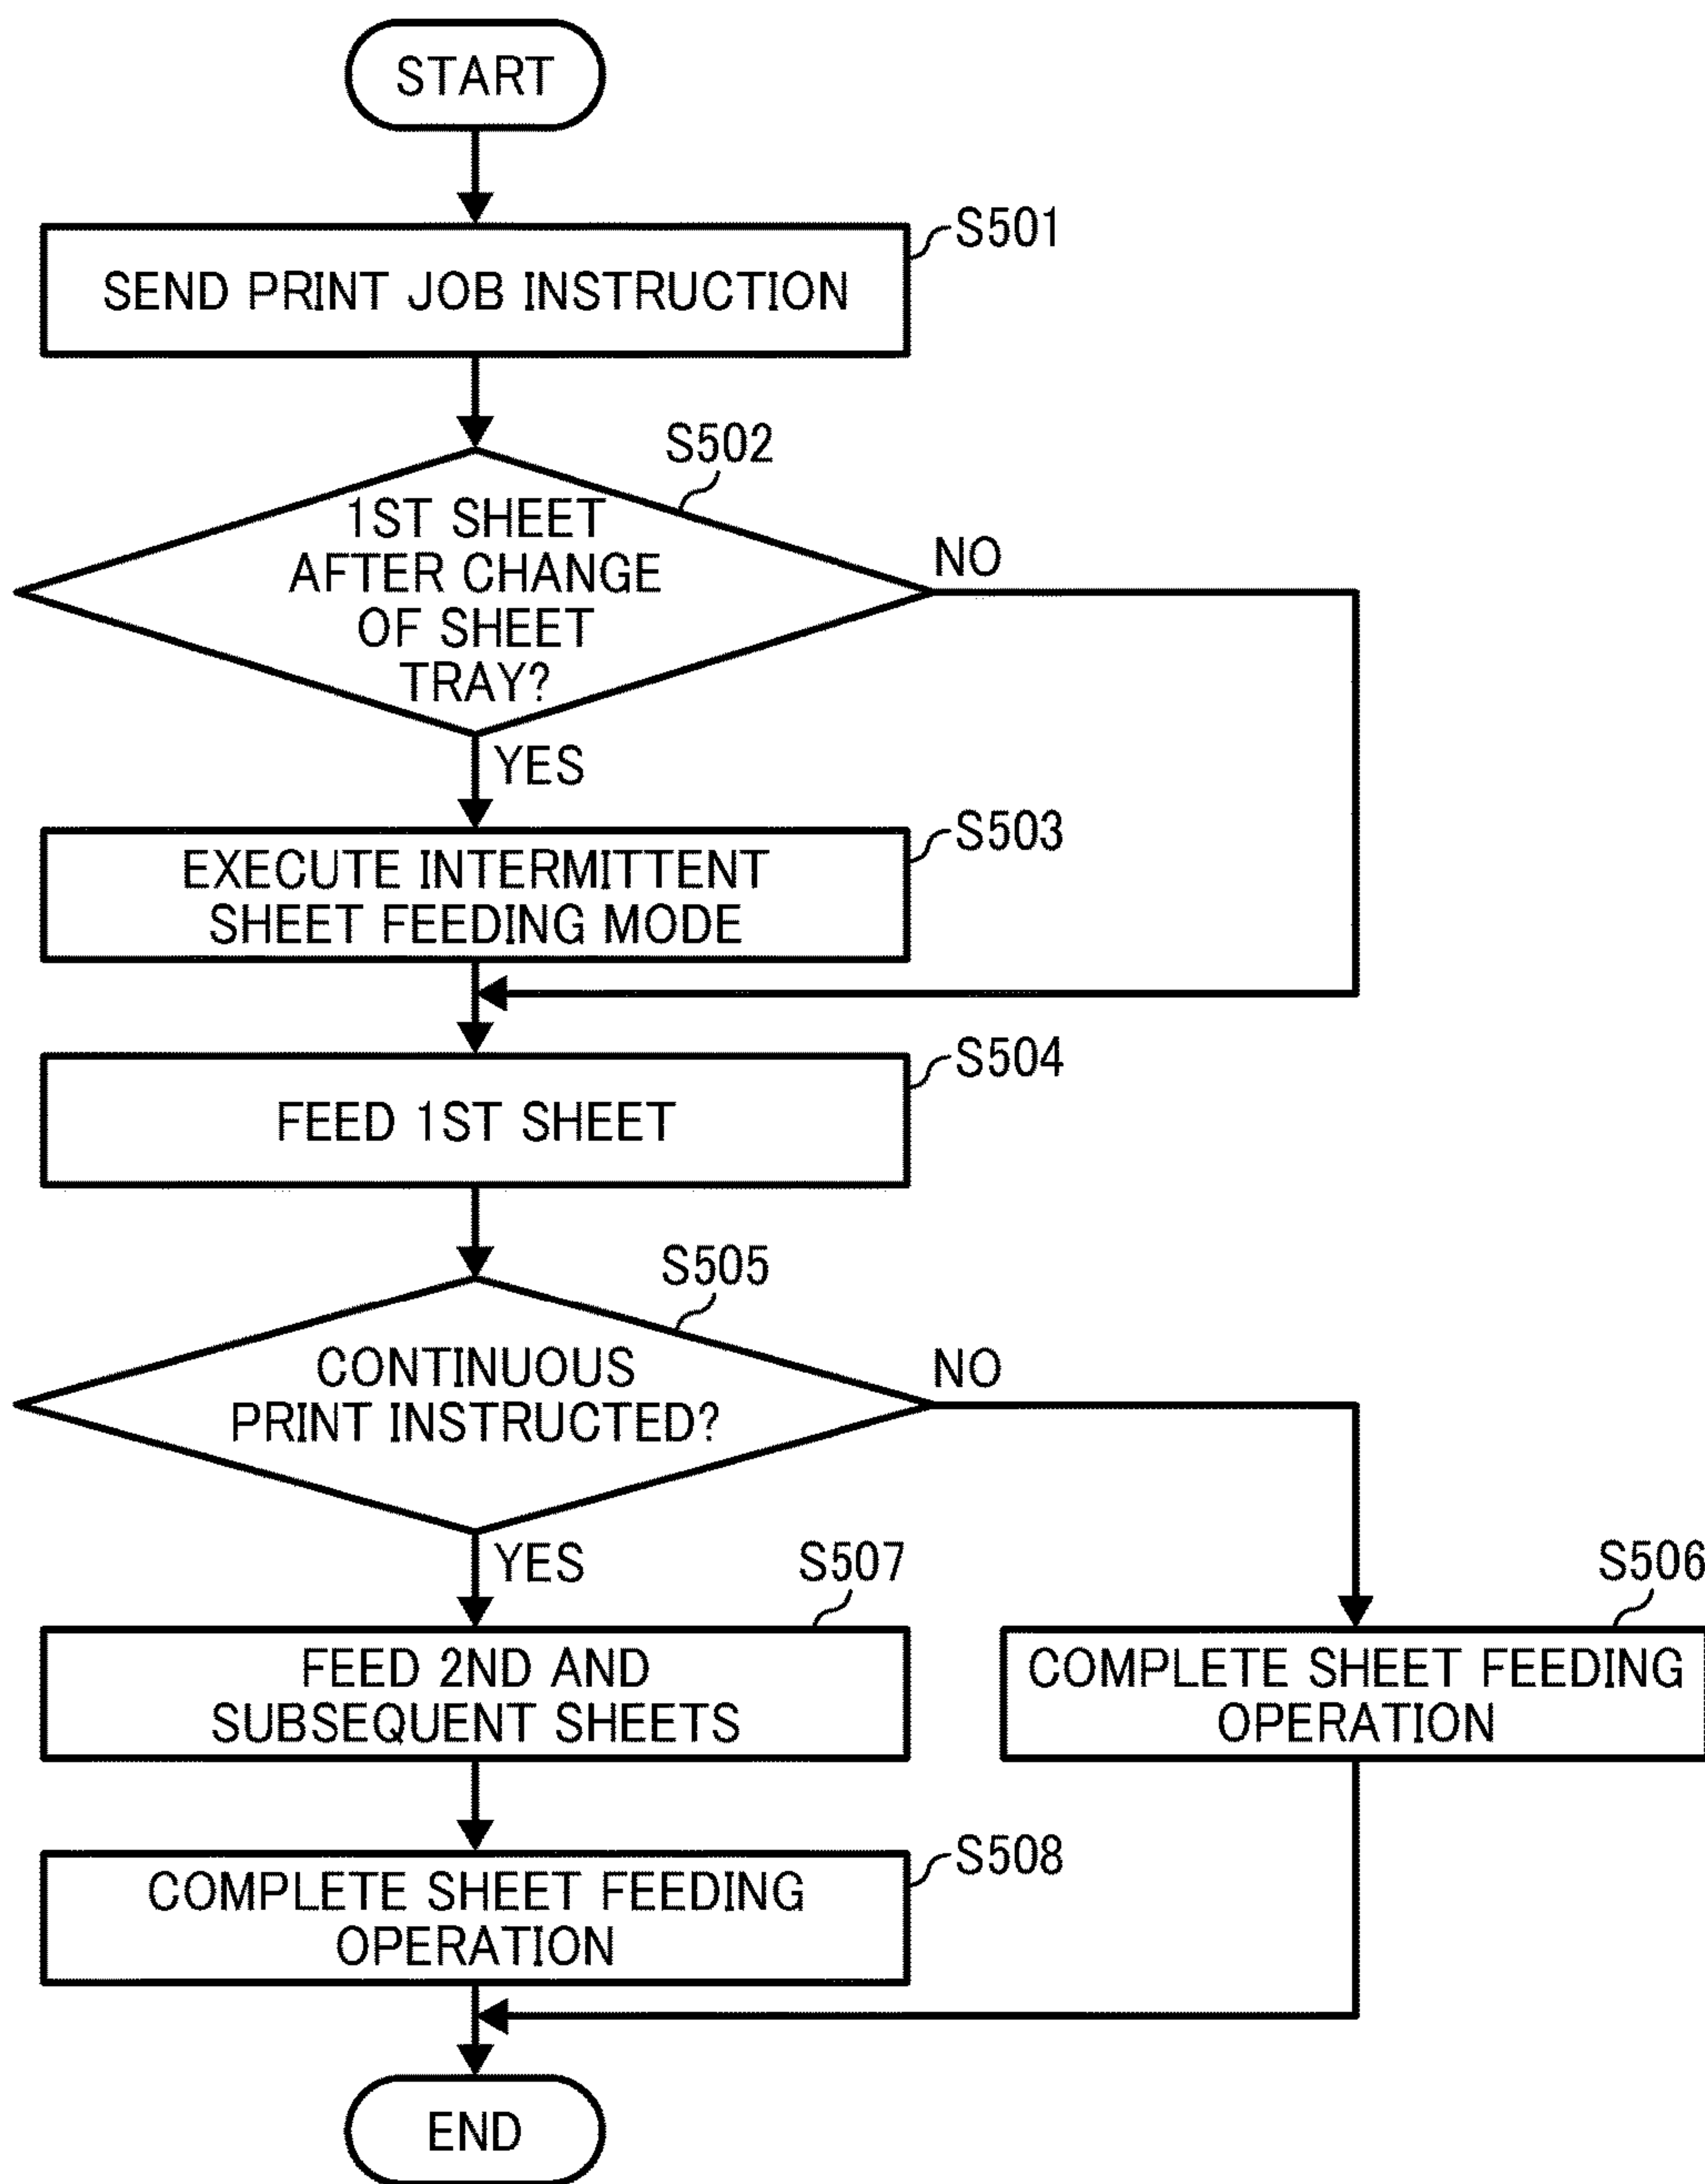 START
S501
SEND PRINT JOB INSTRUCTION
S502
1ST SHEET
AFTER CHANGE
OF SHEET
TRAY?
NO
YES
S503
EXECUTE INTERMITTENT
SHEET FEEDING MODE
S504
FEED 1ST SHEET
S505
CONTINUOUS
PRINT INSTRUCTED?
NO
YES
S507
FEED 2ND AND
SUBSEQUENT SHEETS
S506
COMPLETE SHEET FEEDING
OPERATION
S508
COMPLETE SHEET FEEDING
OPERATION
END